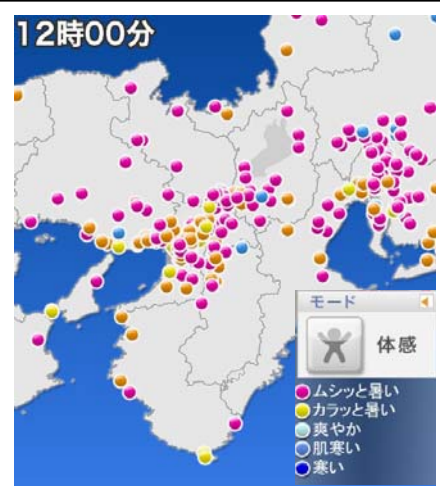 12時00分
モード
体感
ムシッと暑い
カラッと暑い
爽やか
肌寒い
寒い